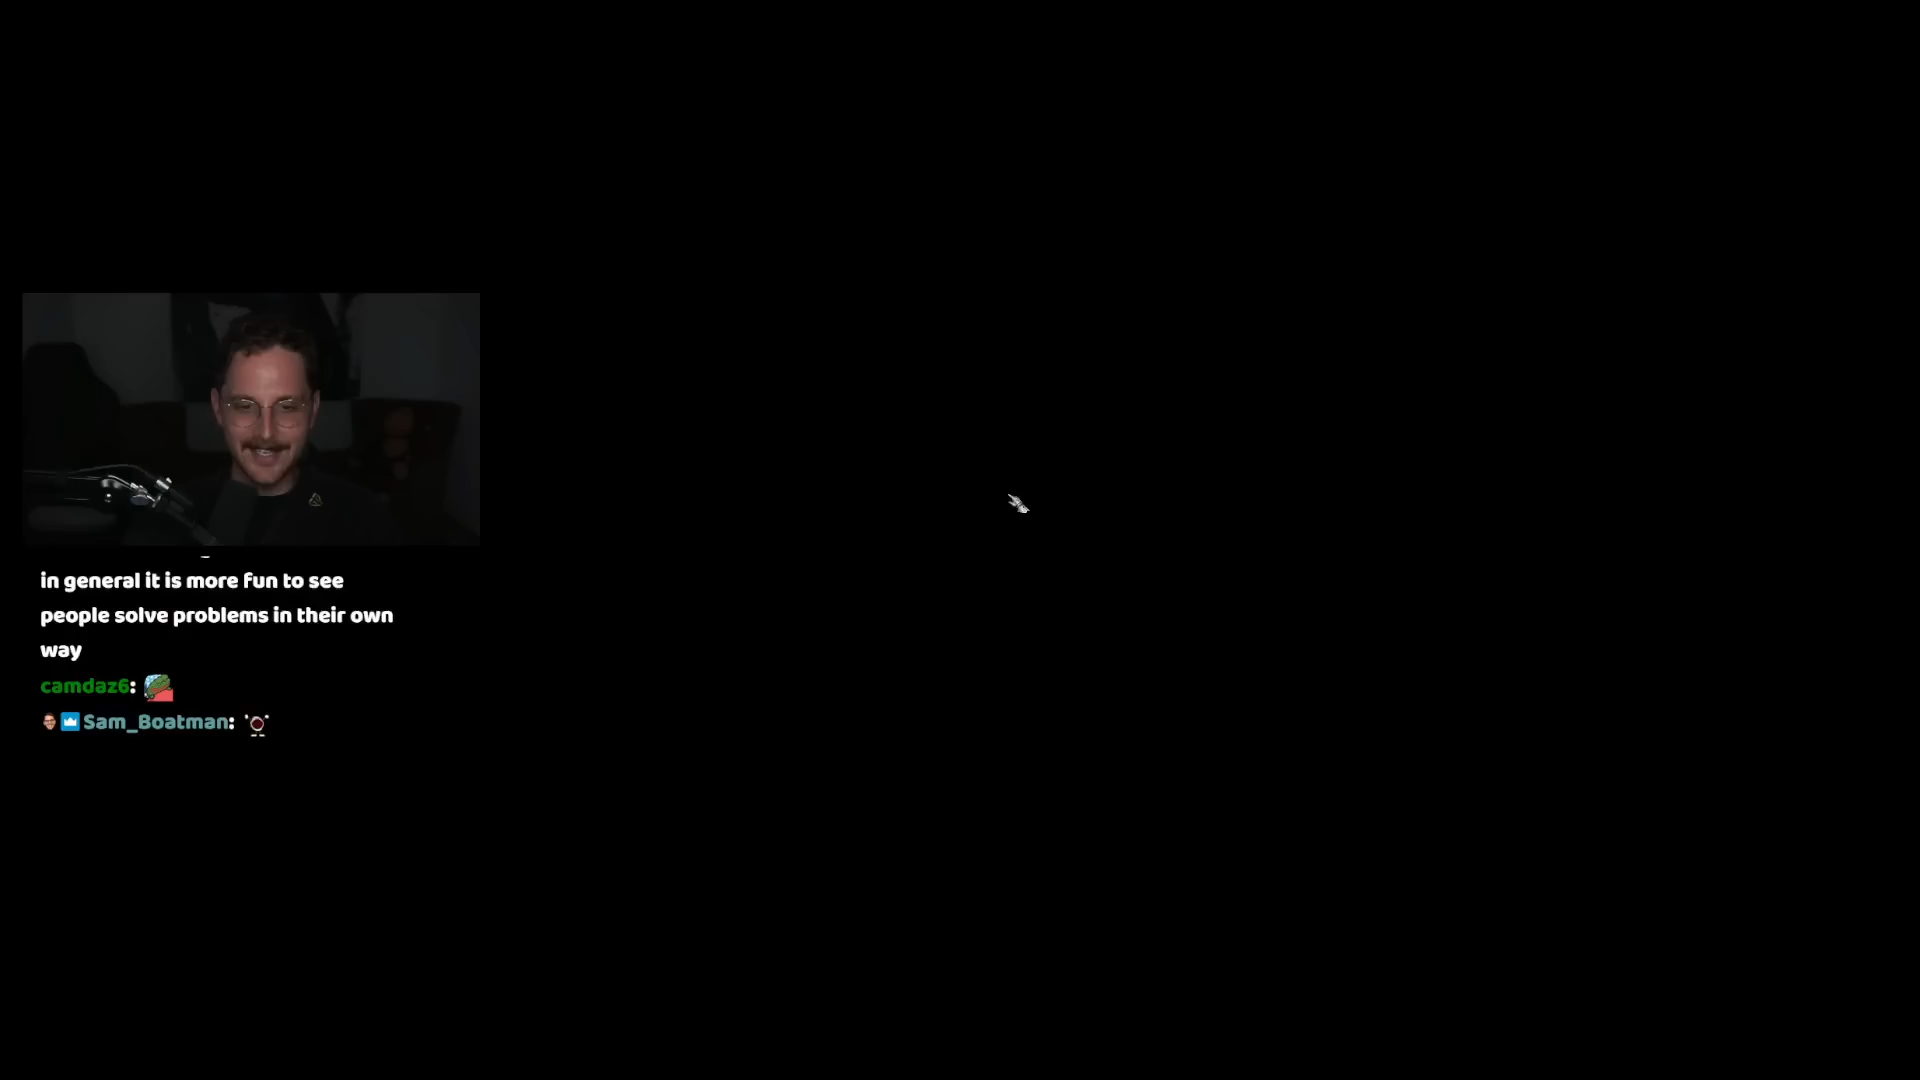 in general it is more fun to see
people solve problems in their own
way
camdaz6:
Sam_Boatman: